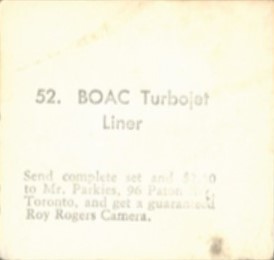 52. BOAC Turbojet
Liner
Send complete set and
to Mr. Parkies, 96
Toronto, and get a guaranteed
Roy Rogers Camera.